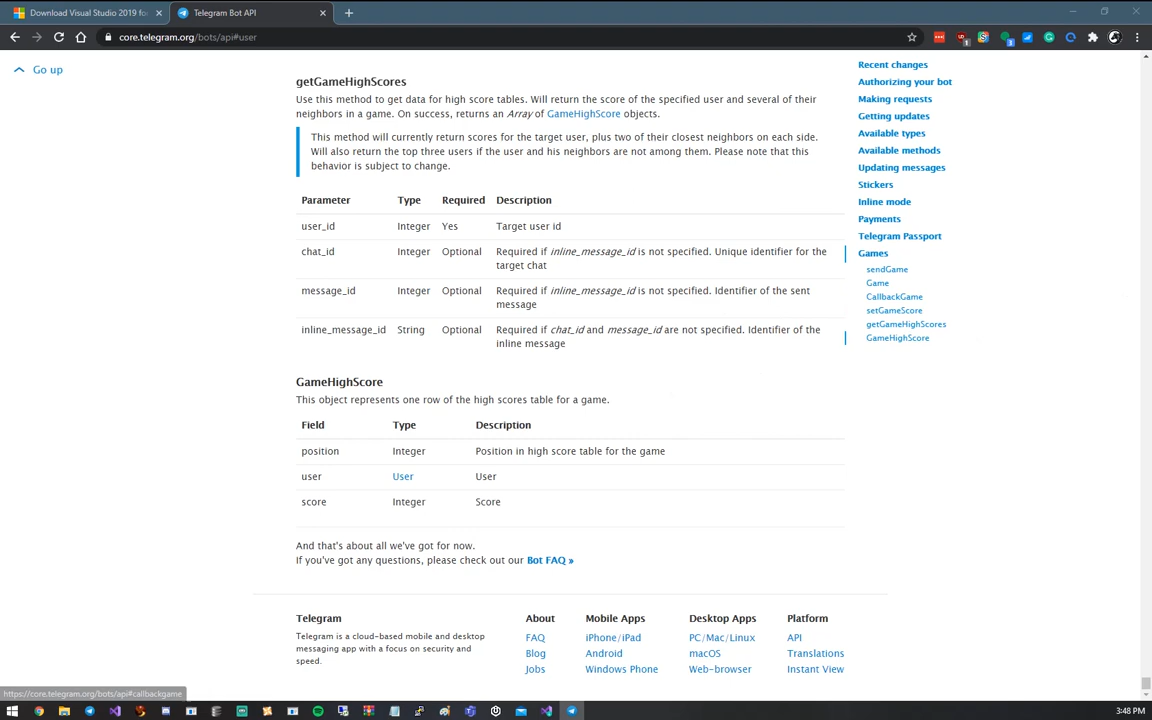 Download Visual Studio 2019 fo
Telegram Bot API
core.telegram.org/bots/api#user
Go up
getGameHighScores
Use this method to get data for high score tables. Will return the score of the specified user and several of their
neighbors in a game. On success, returns an Array of GameHighScore objects.
This method will currently return scores for the target user, plus two of their closest neighbors on each side.
Will also return the top three users if the user and his neighbors are not among them. Please note that this
behavior is subject to change.
Parameter Type Required Description
user_id Integer Yes Target user id
chat_id Integer Optional Required if inline_message_id is not specified. Unique identifier for the
target chat
message_id Integer Optional Required if inline_message_id is not specified. Identifier of the sent
message
inline_message_id String Optional Required if chat_id and message_id are not specified. Identifier of the
inline message
GameHighScore
This object represents one row of the high scores table for a game.
Field Type Description
position Integer Position in high score table for the game
user User User
score Integer Score
And that's about all we've got for now.
If you've got any questions, please check out our Bot FAQ »
Recent changes
Authorizing your bot
Making requests
Getting updates
Available types
Available methods
Updating messages
Stickers
Inline mode
Payments
Telegram Passport
Games
sendGame
Game
CallbackGame
setGameScore
getGameHighScores
GameHighScore
Telegram
Telegram is a cloud-based mobile and desktop
messaging app with a focus on security and
speed.
About
FAQ
Blog
Jobs
Mobile Apps
iPhone/iPad
Android
Windows Phone
Desktop Apps
PC/Mac/Linux
macOS
Web-browser
Platform
API
Translations
Instant View
https://core.telegram.org/bots/api#callbackgame
3:48 PM